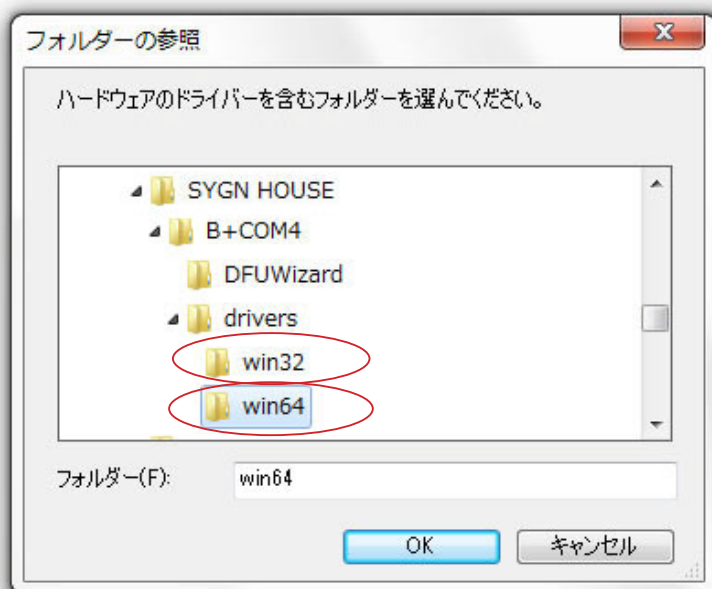 フォルダーの参照
ハードウェアのドライバーを含むフォルダーを選んでください。
SYGN HOUSE
B+COM4
DFUWizard
drivers
win32
win64
フォルダー(F): win64
OK キャンセル